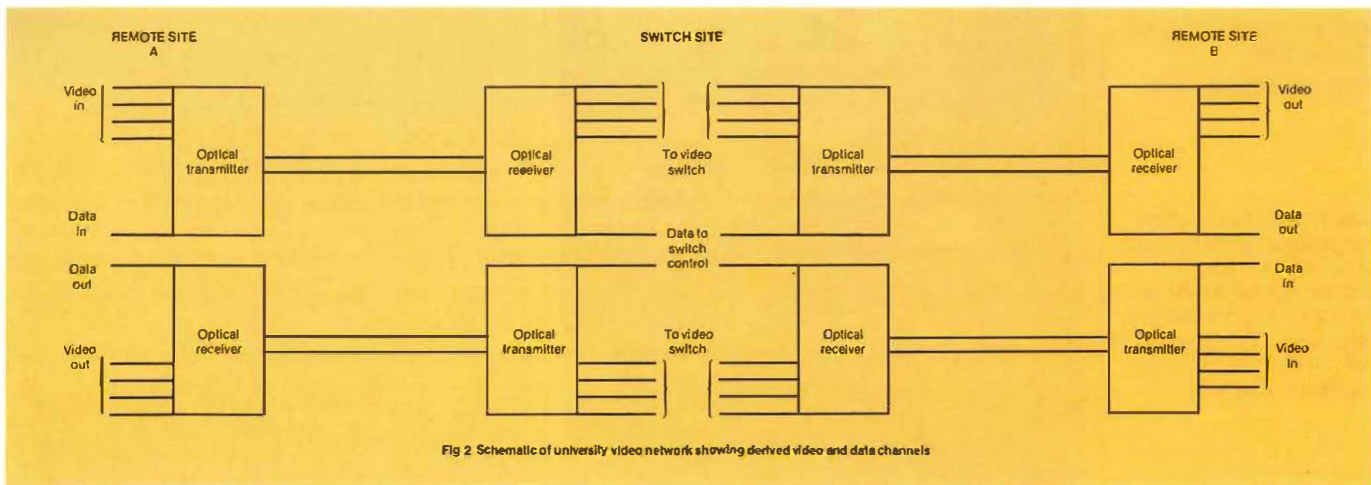 REMOTE SITE
A
SWITCH SITE
REMOTE SITE
B
Video
in
Optical
transmitter
Data
In
Optical
receiver
To video
switch
Optical
transmitter
Optical
receiver
Video
out
Data
out
Data to
switch
control
Data
out
Video
out
Optical
receiver
Optical
transmitter
To video
switch
Optical
receiver
Optical
transmitter
Data
In
Video
In
Fig 2 Schematic of university video network showing derived video and data channels